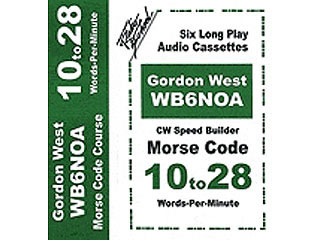 Gordon West
WB6NOA
Morse Code Course
10 to 28
Words-Per-Minute
Six Long Play
Audio Cassettes
Gordon West
WB6NOA
CW Speed Builder
Morse Code
10 to 28
Words-Per-Minute